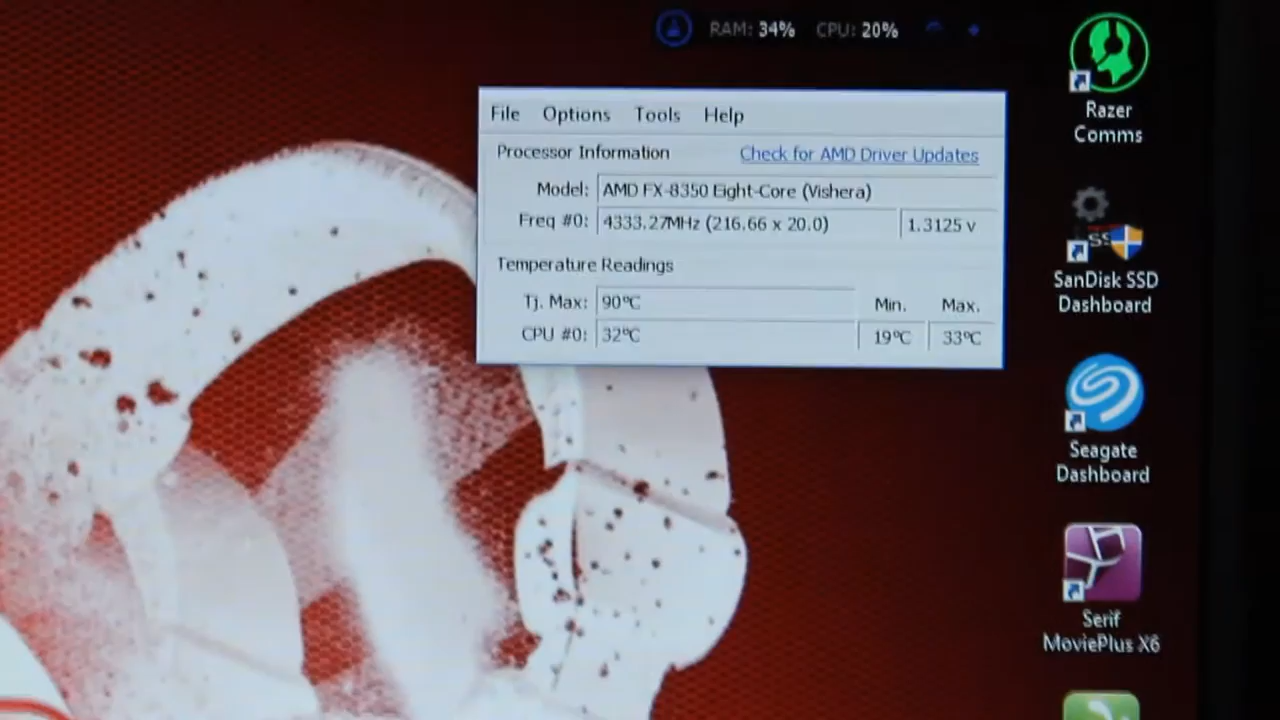 RAM: 34% CPU: 20%
File Options Tools Help
Processor Information Check for AMD Driver Updates
Model: AMD FX-8350 Eight-Core (Vishera)
Freq #0: 4333.27MHz (216.66 x 20.0) 1.3125 v
Temperature Readings
Tj. Max: 90°C Min. Max.
CPU #0: 32°C 19°C 33°C
Razer
Comms
SSD
SanDisk SSD
Dashboard
Seagate
Dashboard
Serif
MoviePlus X6